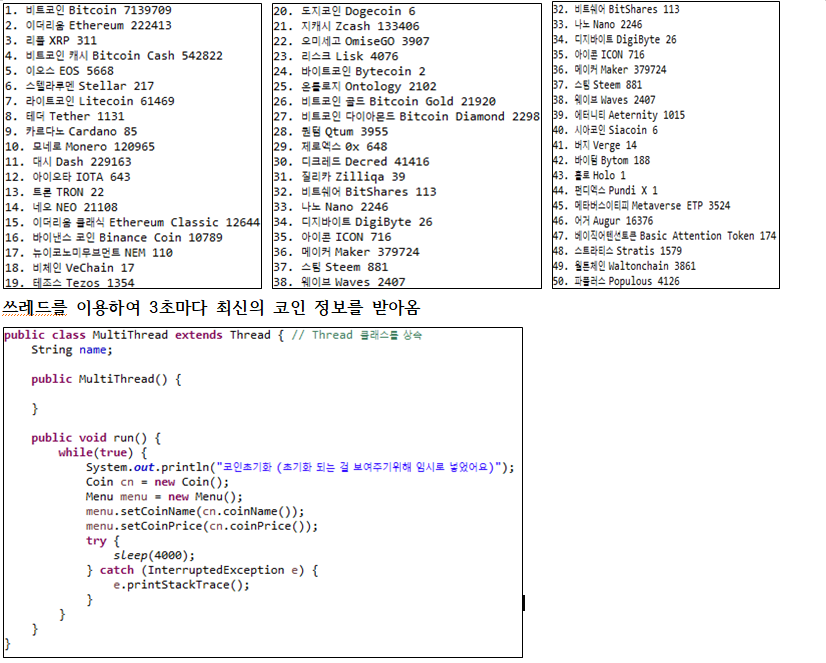 1. 비트코인 Bitcoin 7139709
2. 이더리움 Ethereum 222413
3. 리플 XRP 311
4. 비트코인 캐시 Bitcoin Cash 542822
5. 이오스 EOS 5668
6. 스텔라루멘 Stellar 217
7. 라이트코인 Litecoin 61469
8. 테더 Tether 1131
9. 카르다노 Cardano 85
10. 모네로 Monero 120965
11. 대시 Dash 229163
12. 아이오타 IOTA 643
13. 트론 TRON 22
14. 네오 NEO 21108
15. 이더리움 클래식 Ethereum Classic 12644
16. 바이낸스 코인 Binance Coin 10789
17. 뉴이코노미무브먼트 NEM 110
18. 비체인 VeChain 17
19. 테조스 Tezos 1354
20. 도지코인 Dogecoin 6
21. 지캐시 Zcash 133406
22. 오미세고 OmiseGO 3907
23. 리스크 Lisk 4076
24. 바이트코인 Bytecoin 2
25. 온톨로지 Ontology 2102
26. 비트코인 골드 Bitcoin Gold 21920
27. 비트코인 다이아몬드 Bitcoin Diamond 2298
28. 퀀텀 Qtum 3955
29. 제로엑스 0x 648
30. 디크레드 Decred 41416
31. 질리카 Zilliqa 39
32. 비트쉐어 BitShares 113
33. 나노 Nano 2246
34. 디지바이트 DigiByte 26
35. 아이콘 ICON 716
36. 메이커 Maker 379724
37. 스팀 Steem 881
38. 웨이브 Waves 2407
32. 비트쉐어 BitShares 113
33. 나노 Nano 2246
34. 디지바이트 DigiByte 26
35. 아이콘 ICON 716
36. 메이커 Maker 379724
37. 스팀 Steem 881
38. 웨이브 Waves 2407
39. 에터니티 Aeternity 1015
40. 시아코인 Siacoin 6
41. 버지 Verge 14
42. 바이텀 Bytom 188
43. 홀로 Holo 1
44. 펀디엑스 Pundi X 1
45. 메타버스이티피 Metaverse ETP 3524
46. 어거 Augur 16376
47. 베이직어텐션토큰 Basic Attention Token 174
48. 스트라티스 Stratis 1579
49. 월튼체인 Waltonchain 3861
50. 파퓰러스 Populous 4126
쓰레드를 이용하여 3초마다 최신의 코인 정보를 받아옴
public class MultiThread extends Thread { // Thread 클래스를 상속
String name;
public MultiThread() {
}
public void run() {
while(true) {
System.out.println("코인초기화 (초기화 되는 걸 보여주기위해 임시로 넣었어요)");
Coin cn = new Coin();
Menu menu = new Menu();
menu.setCoinName(cn.coinName());
menu.setCoinPrice(cn.coinPrice());
try {
sleep(4000);
} catch (InterruptedException e) {
e.printStackTrace();
}
}
}
}